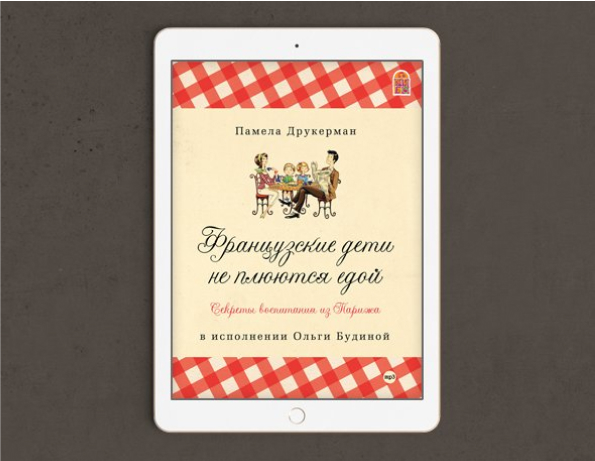 Памела Друкерман
Французские дети
не плюются едой
Секреты воспитания из Парижа
в исполнении Ольги Будиной
mp3